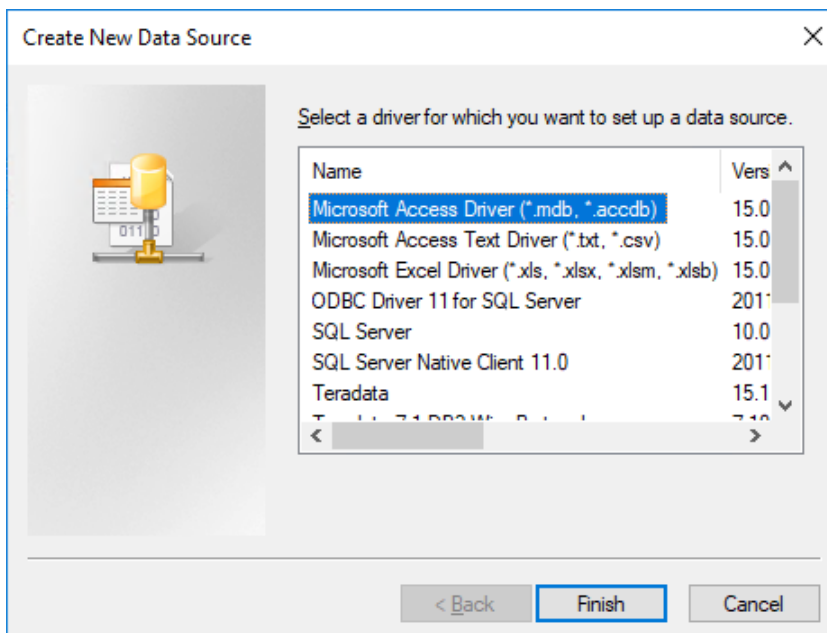 Create New Data Source
Select a driver for which you want to set up a data source.
Name Vers
Microsoft Access Driver (*.mdb, *.accdb) 15.0
Microsoft Access Text Driver (*.txt, *.csv) 15.0
Microsoft Excel Driver (*.xls, *.xlsx, *.xlsm, *.xlsb) 15.0
ODBC Driver 11 for SQL Server 201
SQL Server 10.0
SQL Server Native Client 11.0 201
Teradata 15.1
011
< Back Finish Cancel